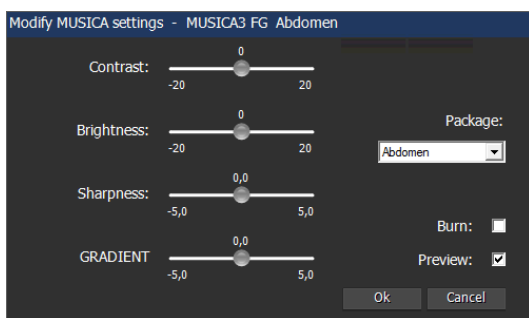 Modify MUSICA settings - MUSICA3 FG Abdomen
0
Contrast:
-20 20
0
Brightness:
-20 20
Package:
Abdomen
0,0
Sharpness:
-5,0 5,0
Burn:
0,0
GRADIENT
Preview:
-5,0 5,0
Ok Cancel